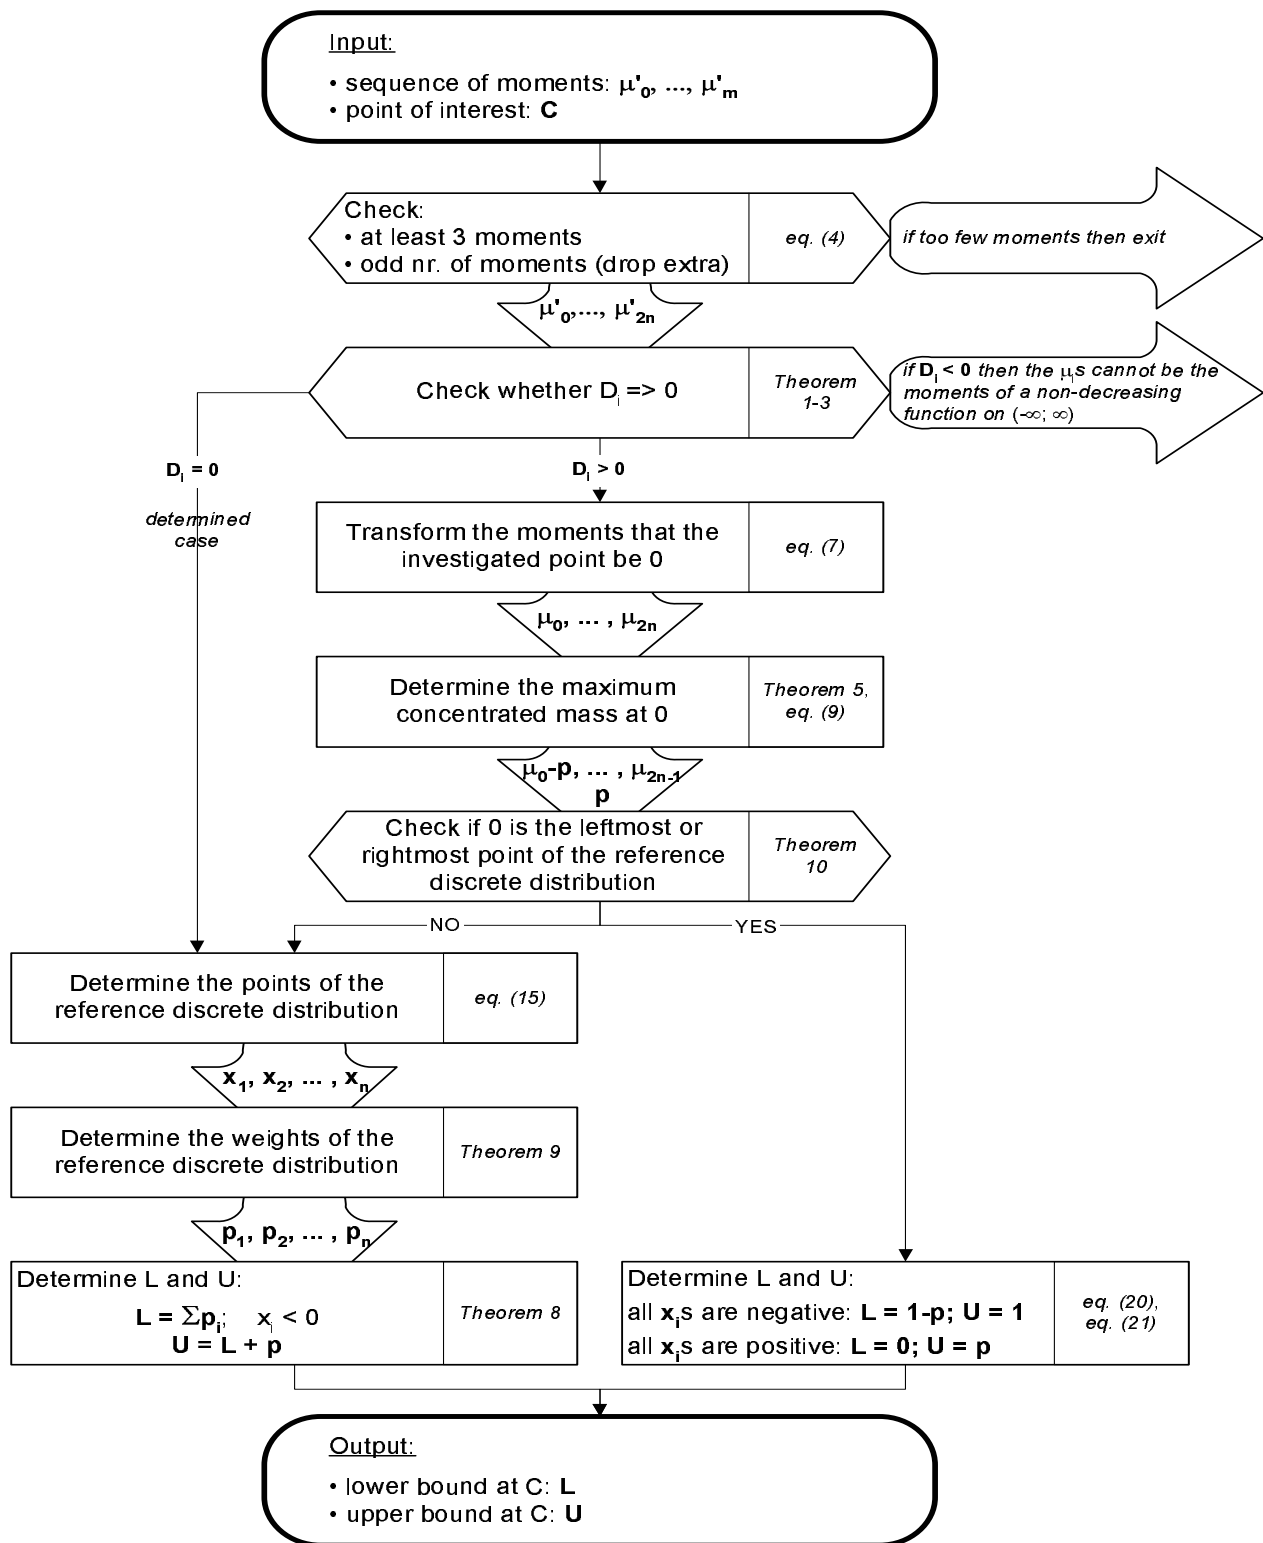 Input:
• sequence of moments: μ'0, ..., μ'm
• point of interest: C
Check:
• at least 3 moments
• odd nr. of moments (drop extra)
eq. (4)
if too few moments then exit
μ'0,..., μ'2n
Check whether Di => 0
Theorem
1-3
if Di < 0 then the μis cannot be the
moments of a non-decreasing
function on (-∞; ∞)
Di = 0
Di > 0
determined
case
Transform the moments that the
investigated point be 0
eq. (7)
μ0, ... , μ2n
Determine the maximum
concentrated mass at 0
Theorem 5,
eq. (9)
μ0-p, ... , μ2n-1
p
Check if 0 is the leftmost or
rightmost point of the reference
discrete distribution
Theorem
10
NO
YES
Determine the points of the
reference discrete distribution
eq. (15)
x1, x2, ... , xn
Determine the weights of the
reference discrete distribution
Theorem 9
p1, p2, ... , pn
Determine L and U:
L = Σpi; xi < 0
U = L + p
Theorem 8
Determine L and U:
all xis are negative: L = 1-p; U = 1
all xis are positive: L = 0; U = p
eq. (20),
eq. (21)
Output:
• lower bound at C: L
• upper bound at C: U